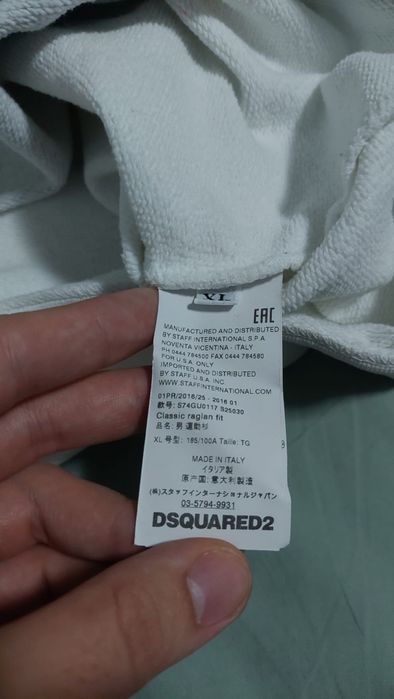 XL
EAC
MANUFACTURED AND DISTRIBUTED
BY STAFF INTERNATIONAL S.P.A
NOVENTA VICENTINA - ITALY
PH 0444 784500 FAX 0444 784580
FOR U.S.A. ONLY
IMPORTED AND DISTRIBUTED
BY STAFF U.S.A. INC
WWW.STAFFINTERNATIONAL.COM
01PR/2016/25 - 2016 01
款号: S74GU0117 S25030
Classic raglan fit
品名: 男運動衫
XL 号型: 185/100A Taille: TG
8
MADE IN ITALY
イタリア製
原产国: 意大利製造
(株)スタッフインターナショナルジャパン
03-5794-9931
DSQUARED2